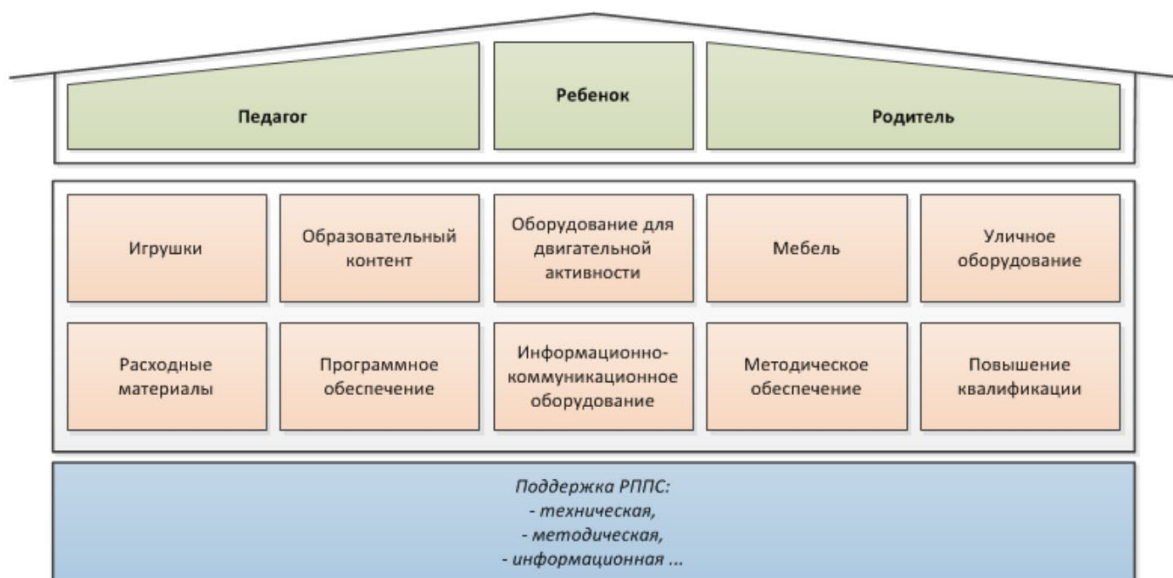 Педагог
Ребенок
Родитель
Игрушки
Образовательный
контент
Оборудование для
двигательной
активности
Мебель
Уличное
оборудование
Расходные
материалы
Программное
обеспечение
Информационно-
коммуникационное
оборудование
Методическое
обеспечение
Повышение
квалификации
Поддержка РППС:
- техническая,
- методическая,
- информационная ...